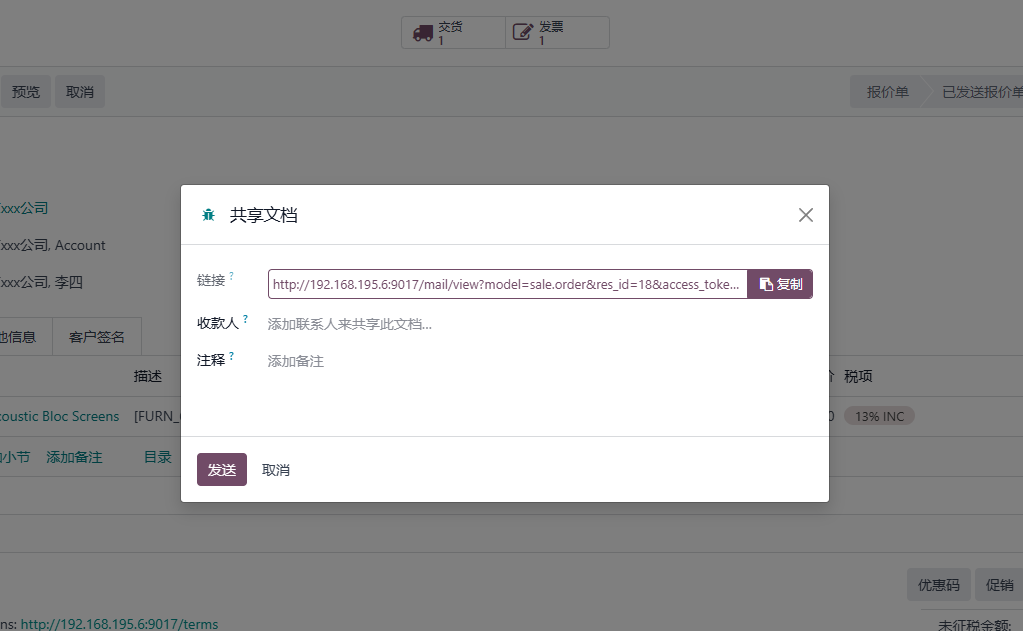 交货
1
发票
1
预览
取消
报价单
已发送报价单
共享文档
xxx公司
链接 ?
http://192.168.195.6:9017/mail/view?model=sale.order&res_id=18&access_toke...
复制
xxx公司, Account
xxx公司, 李四
收款人 ?
添加联系人来共享此文档...
他信息
客户签名
注释 ?
添加备注
描述
税项
coustic Bloc Screens
[FURN_
0
13% INC
小节
添加备注
目录
发送
取消
优惠码
促销
ns: http://192.168.195.6:9017/terms
未征税金额: